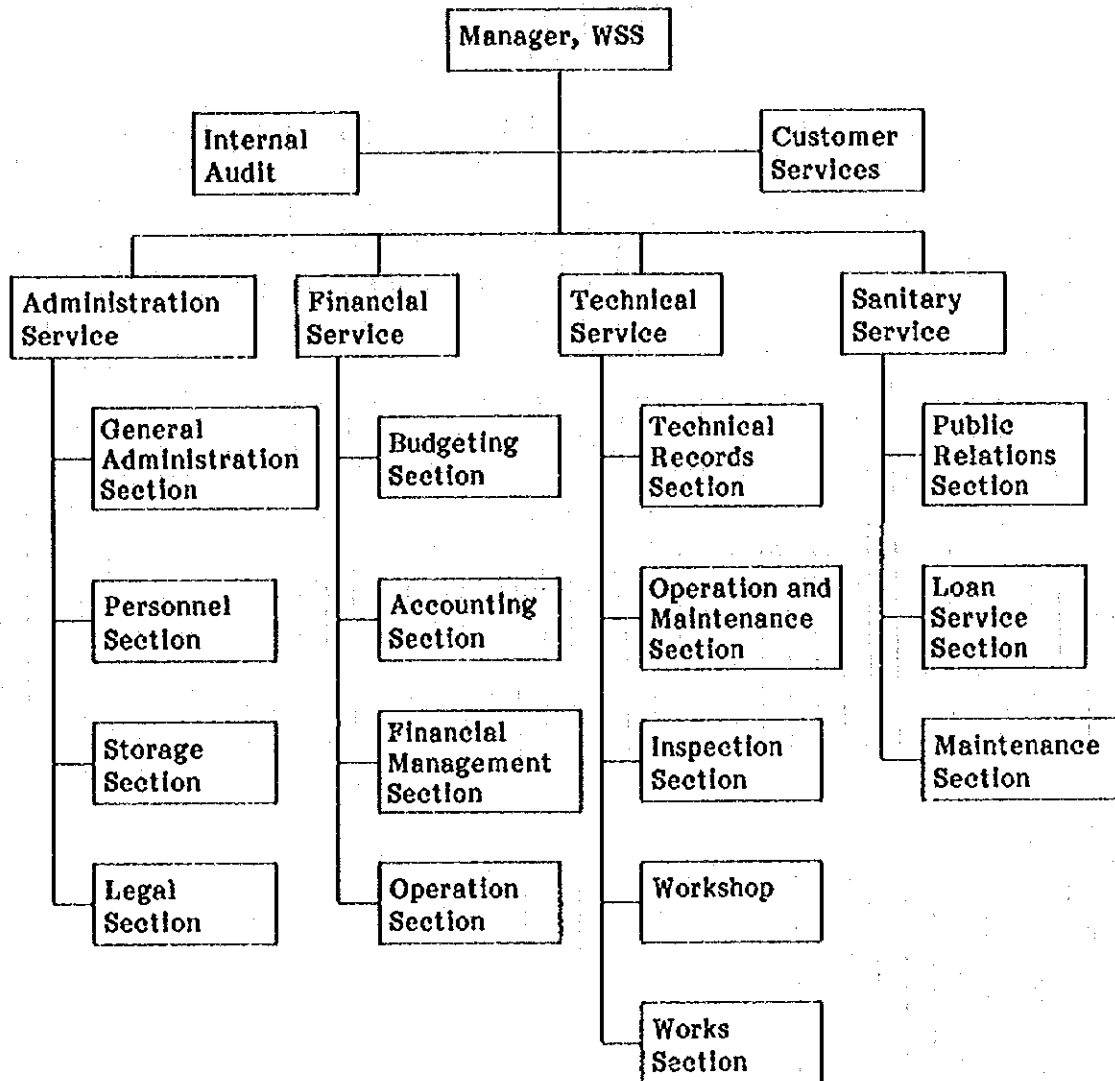 Manager, WSS
Internal
Audit
Customer
Services
Administration
Service
Financial
Service
Technical
Service
Sanitary
Service
General
Administration
Section
Personnel
Section
Storage
Section
Legal
Section
Budgeting
Section
Accounting
Section
Financial
Management
Section
Operation
Section
Technical
Records
Section
Operation and
Maintenance
Section
Inspection
Section
Workshop
Works
Section
Public
Relations
Section
Loan
Service
Section
Maintenance
Section